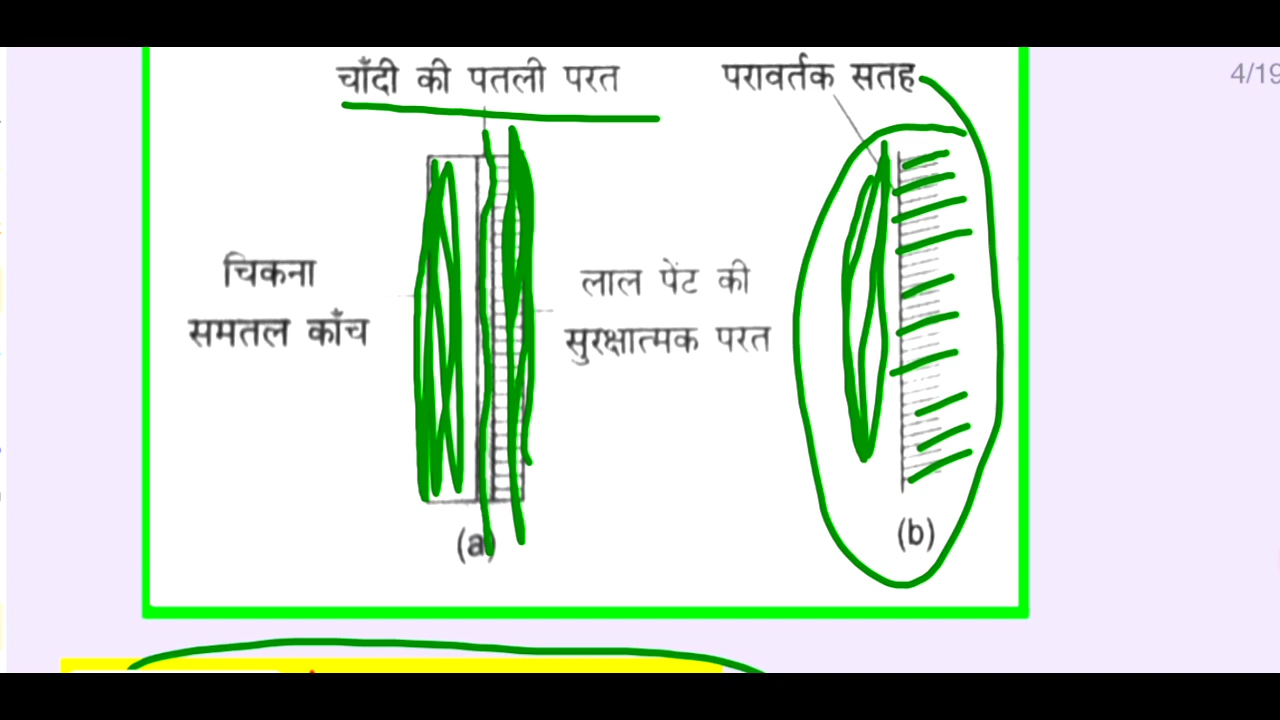 चाँदी की पतली परत
परावर्तक सतह
4/19
चिकना
समतल काँच
लाल पेंट की
सुरक्षात्मक परत
(a)
(b)